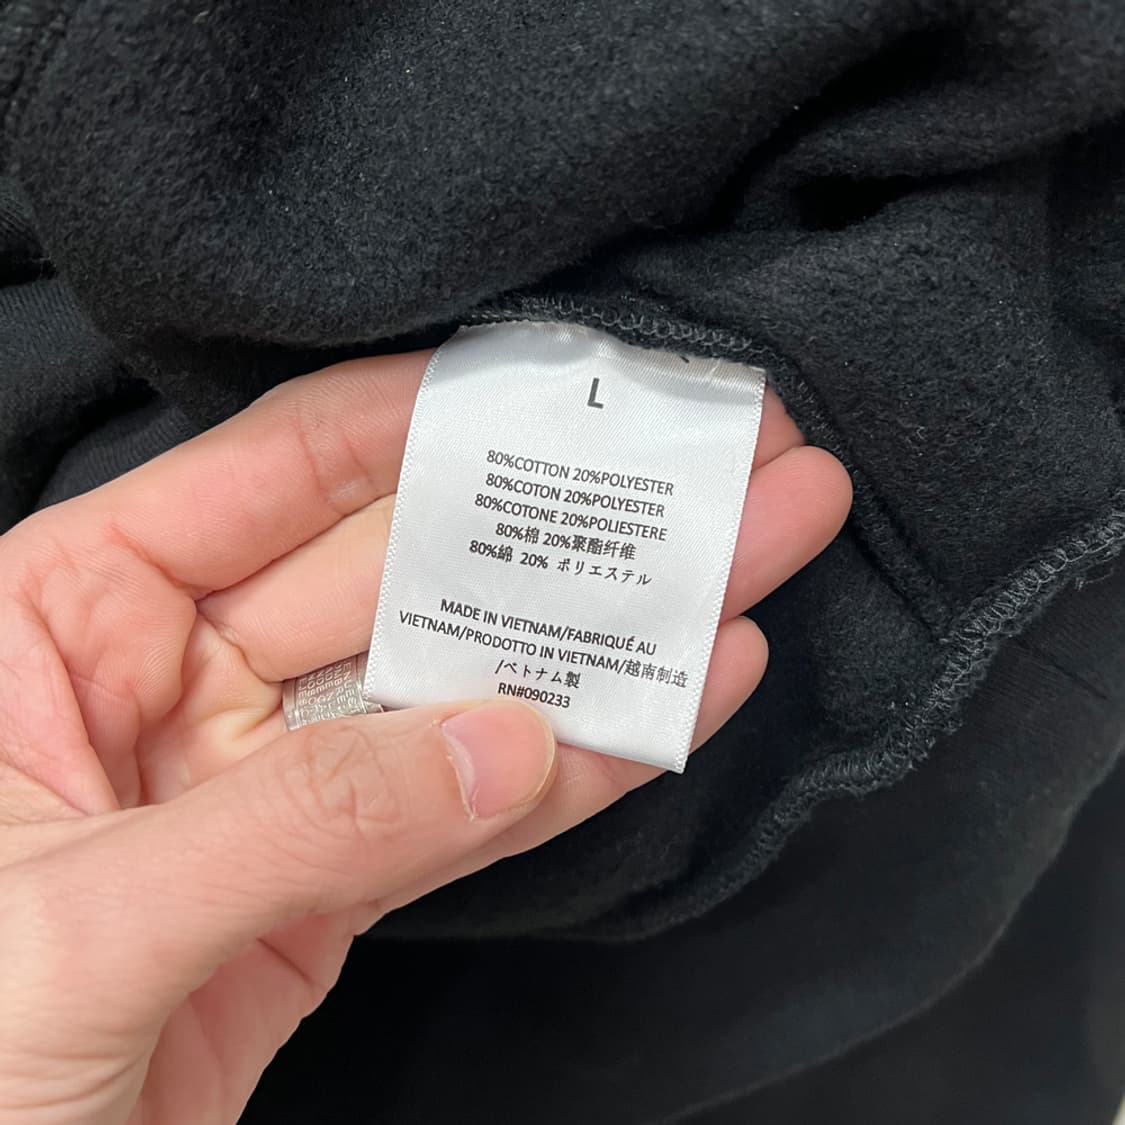 L
80%COTTON 20%POLYESTER
80%COTON 20%POLYESTER
80%COTONE 20%POLIESTERE
80%棉 20%聚酯纤维
80%綿 20% ポリエステル
MADE IN VIETNAM/FABRIQUÉ AU
VIETNAM/PRODOTTO IN VIETNAM/越南制造
/ベトナム製
RN#090233